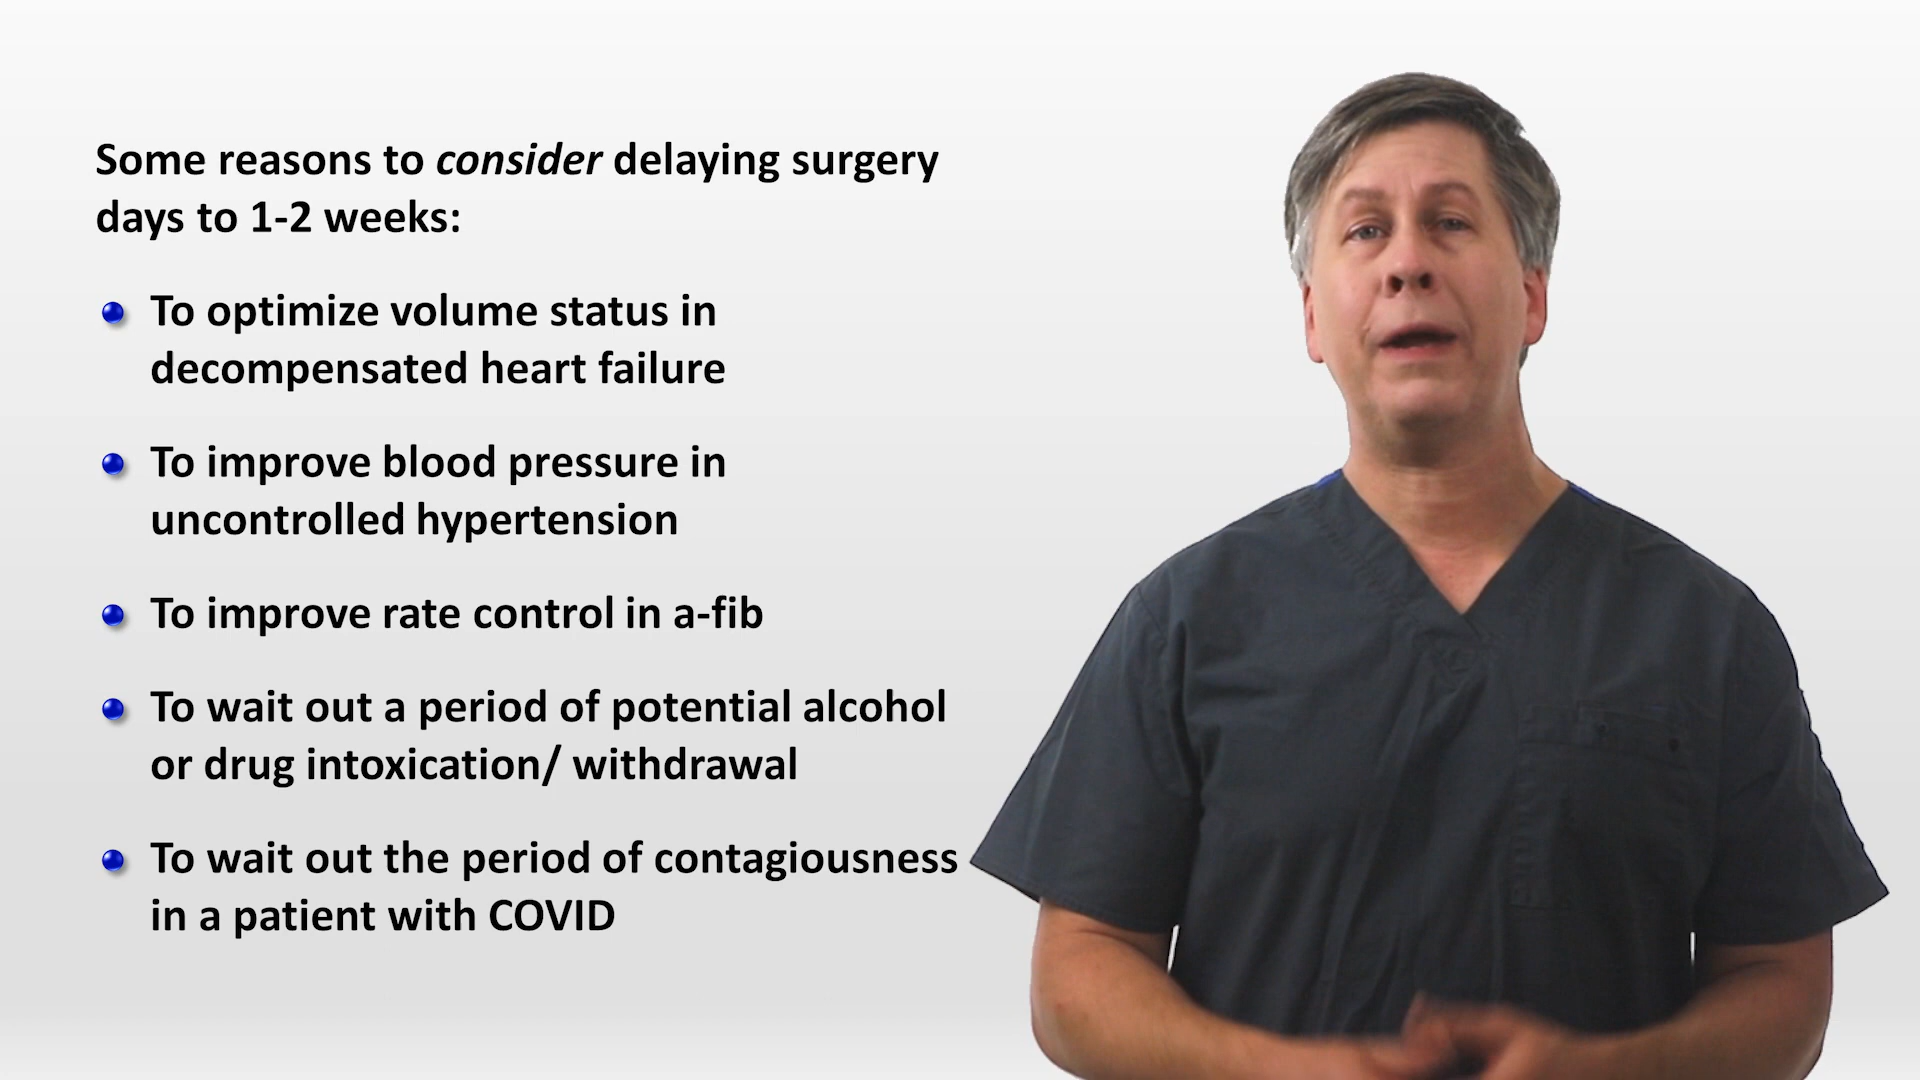 Some reasons to consider delaying surgery
days to 1-2 weeks:
To optimize volume status in
decompensated heart failure
To improve blood pressure in
uncontrolled hypertension
To improve rate control in a-fib
To wait out a period of potential alcohol
or drug intoxication/ withdrawal
To wait out the period of contagiousness
in a patient with COVID